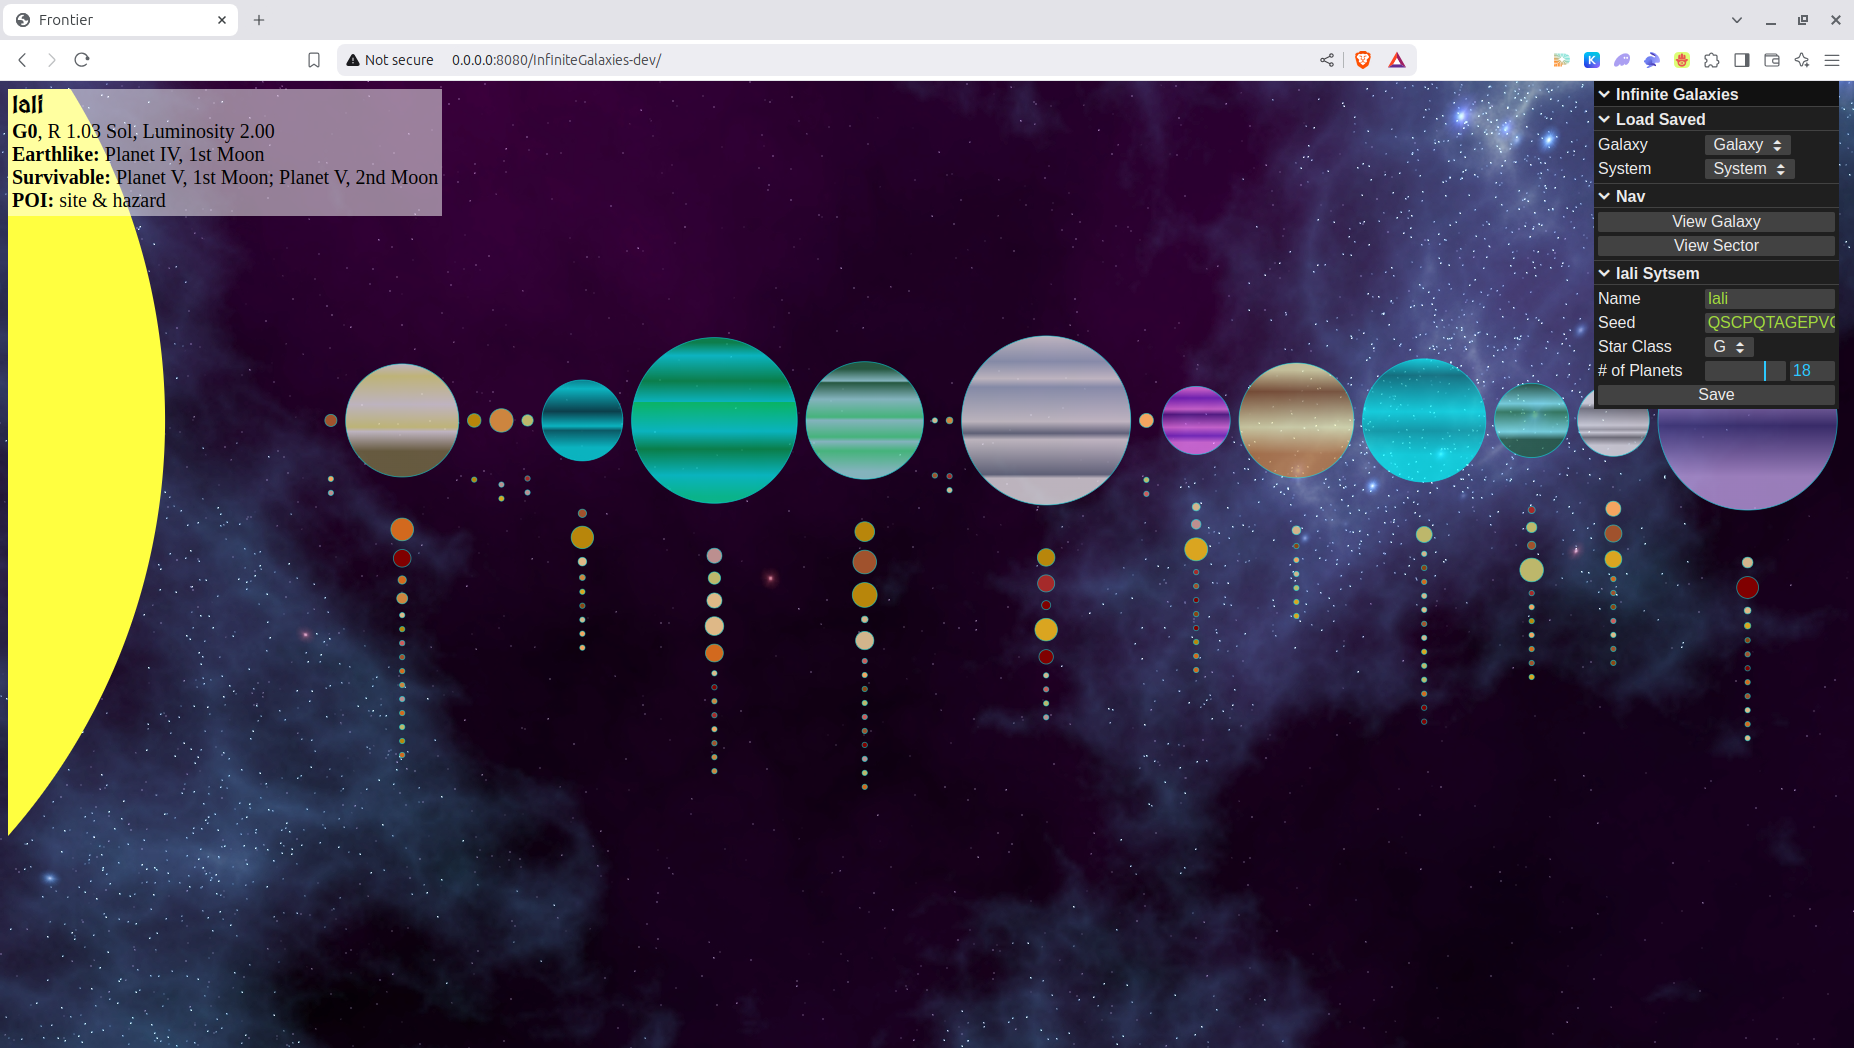 Frontier
Not secure 0.0.0.0:8080/InfiniteGalaxies-dev/
K
Iali
G0, R 1.03 Sol, Luminosity 2.00
Earthlike: Planet IV, 1st Moon
Survivable: Planet V, 1st Moon; Planet V, 2nd Moon
POI: site & hazard
Infinite Galaxies
Load Saved
Galaxy Galaxy
System System
Nav
View Galaxy
View Sector
Iali Sytsem
Name Iali
Seed QSCPQTAGEPVC
Star Class G
# of Planets 18
Save